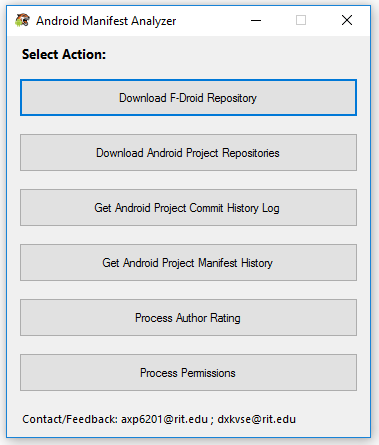 Android Manifest Analyzer
Select Action:
Download F-Droid Repository
Download Android Project Repositories
Get Android Project Commit History Log
Get Android Project Manifest History
Process Author Rating
Process Permissions
Contact/Feedback: axp6201@rit.edu ; dxkvse@rit.edu